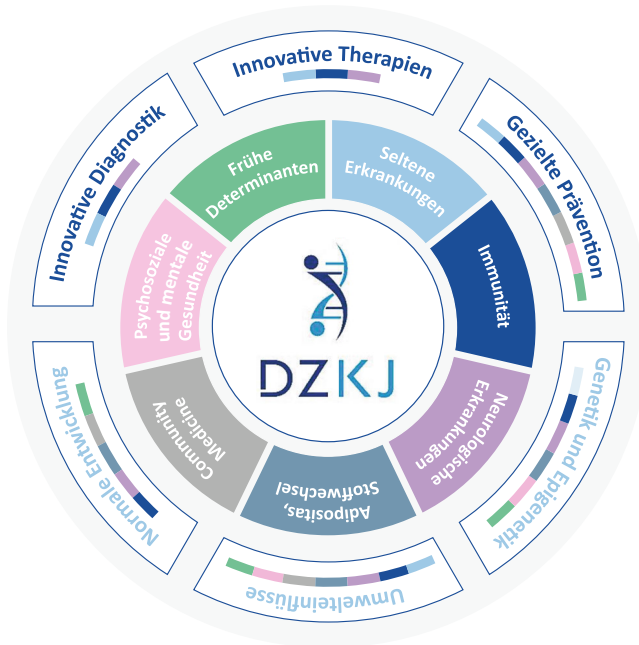 Innovative Therapien
Gezielte Prävention
Genetik und Epigenetik
Umwelteinflüsse
Normale Entwicklung
Innovative Diagnostik
Frühe
Determinanten
Seltene
Erkrankungen
Immunität
Neurologische
Erkrankungen
Adipositas,
Stoffwechsel
Community
Medicine
Psychosoziale
und mentale
Gesundheit
DZKJ